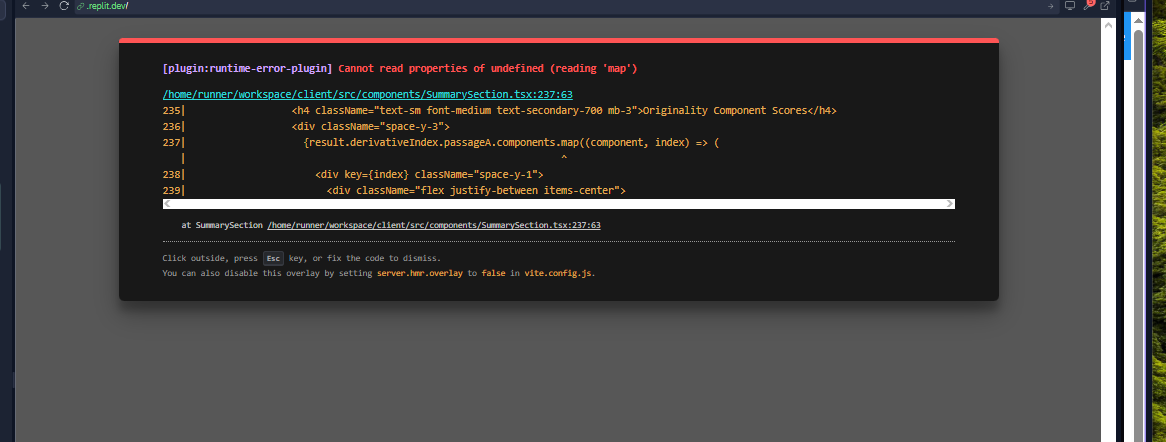 .replit.dev/
[plugin:runtime-error-plugin] Cannot read properties of undefined (reading 'map')
/home/runner/workspace/client/src/components/SummarySection.tsx:237:63
235|                  <h4 className="text-sm font-medium text-secondary-700 mb-3">Originality Component Scores</h4>
236|                  <div className="space-y-3">
237|                    {result.derivativeIndex.passageA.components.map((component, index) => (
   |                                                               ^
238|                      <div key={index} className="space-y-1">
239|                        <div className="flex justify-between items-center">
at SummarySection /home/runner/workspace/client/src/components/SummarySection.tsx:237:63
Click outside, press Esc key, or fix the code to dismiss.
You can also disable this overlay by setting server.hmr.overlay to false in vite.config.js.